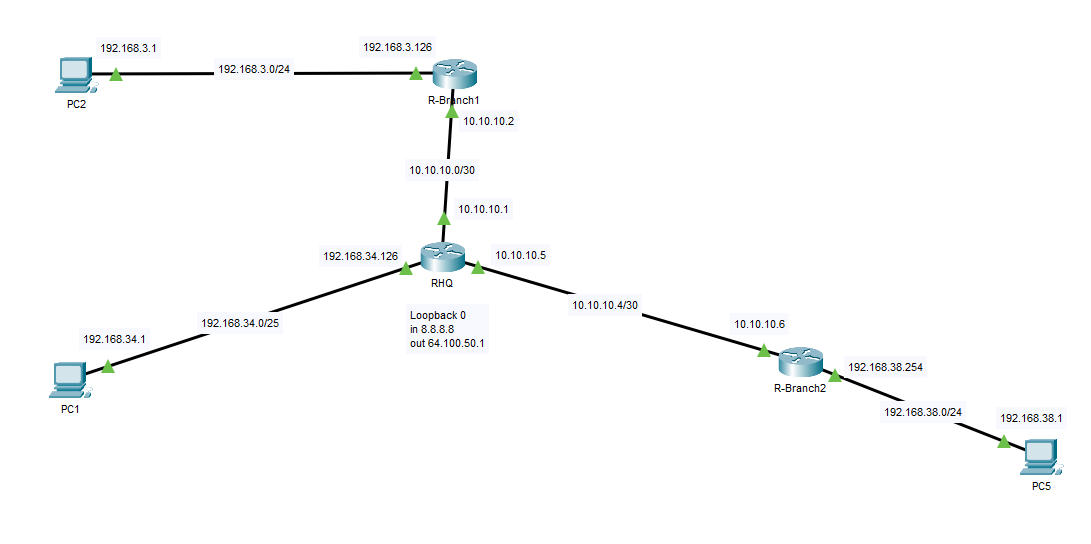 192.168.3.1
192.168.3.126
192.168.3.0/24
PC2
R-Branch1
10.10.10.2
10.10.10.0/30
10.10.10.1
192.168.34.126
10.10.10.5
RHQ
Loopback 0
in 8.8.8.8
out 64.100.50.1
10.10.10.4/30
192.168.34.0/25
192.168.34.1
10.10.10.6
192.168.38.254
R-Branch2
PC1
192.168.38.0/24
192.168.38.1
PC5